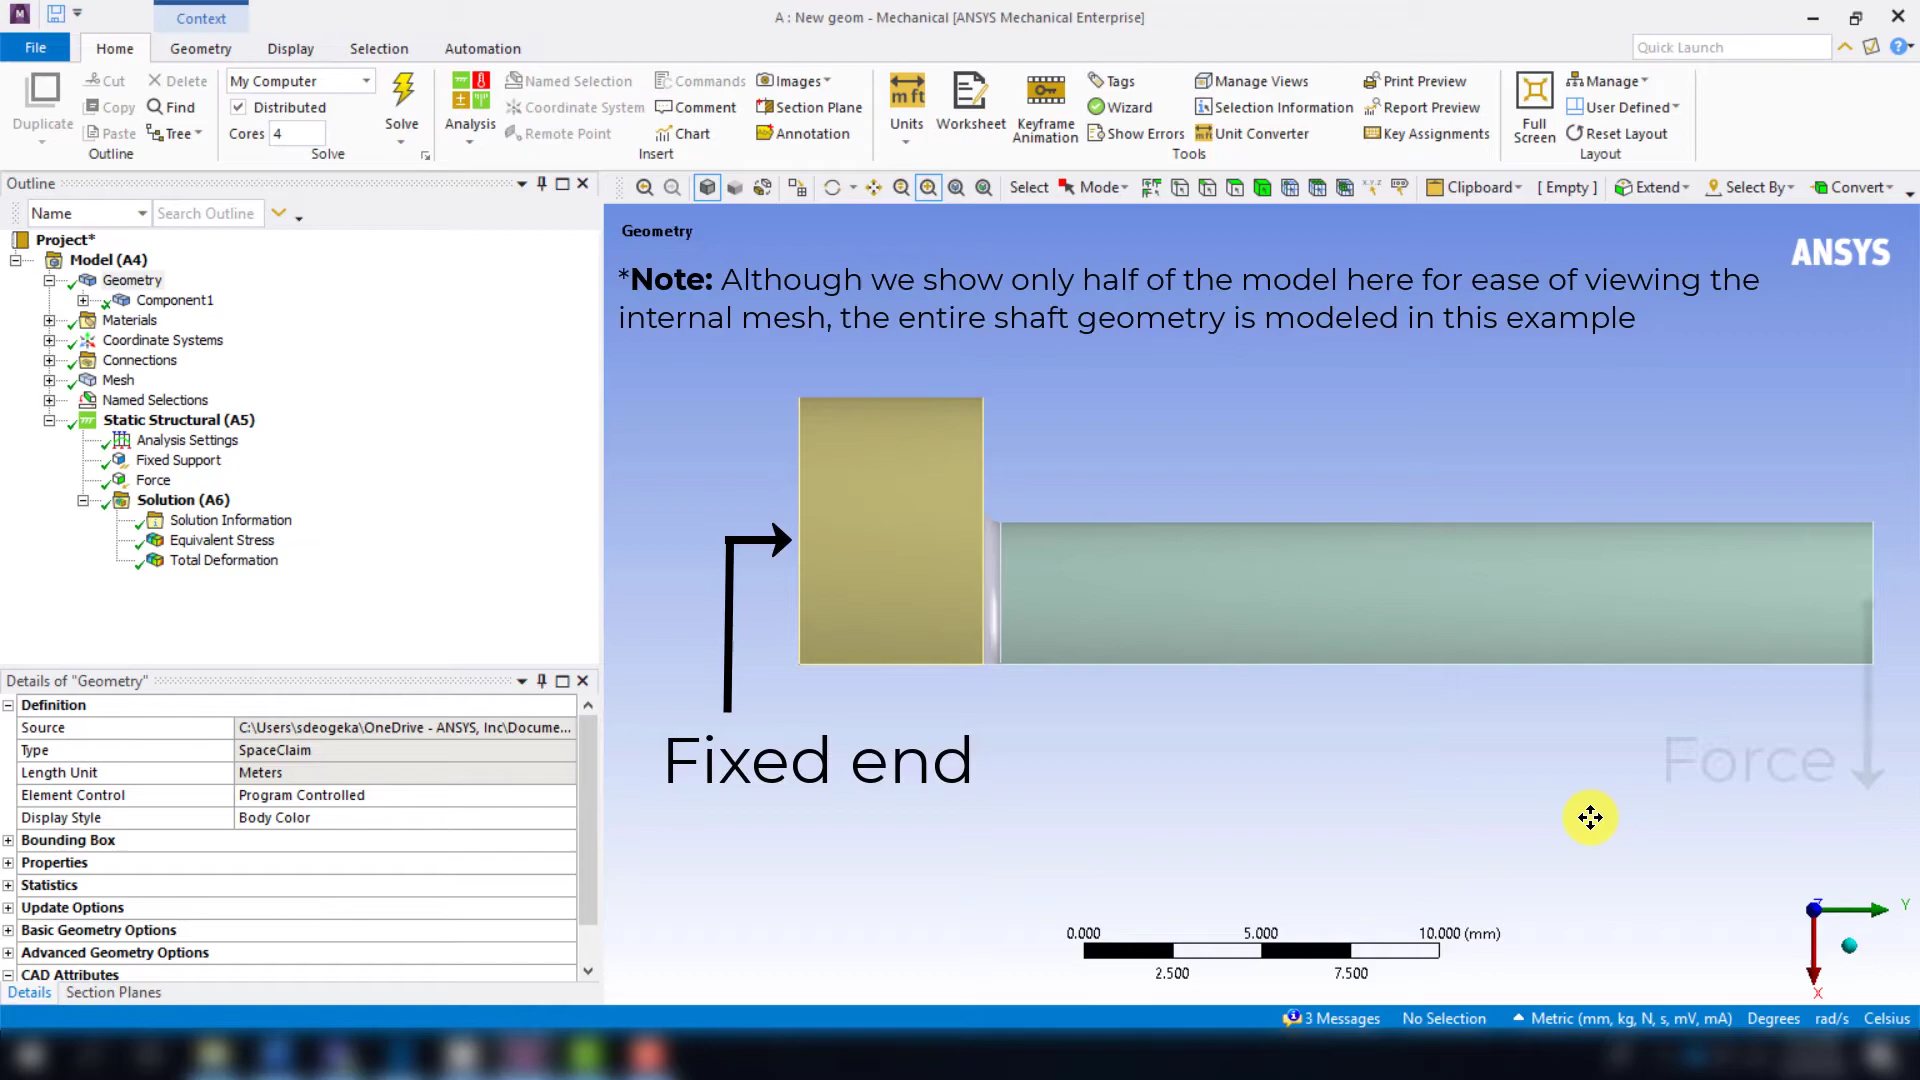 Context
A : New geom - Mechanical [ANSYS Mechanical Enterprise]
File Home Geometry Display Selection Automation
Quick Launch
Duplicate
Cut
Delete
Copy
Find
Paste
Tree
Outline
My Computer
Distributed
Cores 4
Solve
Solve
Analysis
Named Selection
Commands
Images
Coordinate System
Comment
Section Plane
Remote Point
Chart
Annotation
Insert
Units
Worksheet
Keyframe
Animation
Tags
Wizard
Show Errors
Manage Views
Selection Information
Unit Converter
Print Preview
Report Preview
Key Assignments
Tools
Full
Screen
Manage
User Defined
Reset Layout
Layout
Outline
Name
Search Outline
Project*
Model (A4)
Geometry
Component1
Materials
Coordinate Systems
Connections
Mesh
Named Selections
Static Structural (A5)
Analysis Settings
Fixed Support
Force
Solution (A6)
Solution Information
Equivalent Stress
Total Deformation
Details of "Geometry"
Definition
Source C:\Users\sdeogeka\OneDrive - ANSYS, Inc\Docume...
Type SpaceClaim
Length Unit Meters
Element Control Program Controlled
Display Style Body Color
Bounding Box
Properties
Statistics
Update Options
Basic Geometry Options
Advanced Geometry Options
CAD Attributes
Details Section Planes
Select Mode Clipboard [ Empty ] Extend Select By Convert
Geometry
ANSYS
*Note: Although we show only half of the model here for ease of viewing the
internal mesh, the entire shaft geometry is modeled in this example
Fixed end
Force
0.000 5.000 10.000 (mm)
2.500 7.500
Z
Y
X
3 Messages No Selection Metric (mm, kg, N, s, mV, mA) Degrees rad/s Celsius